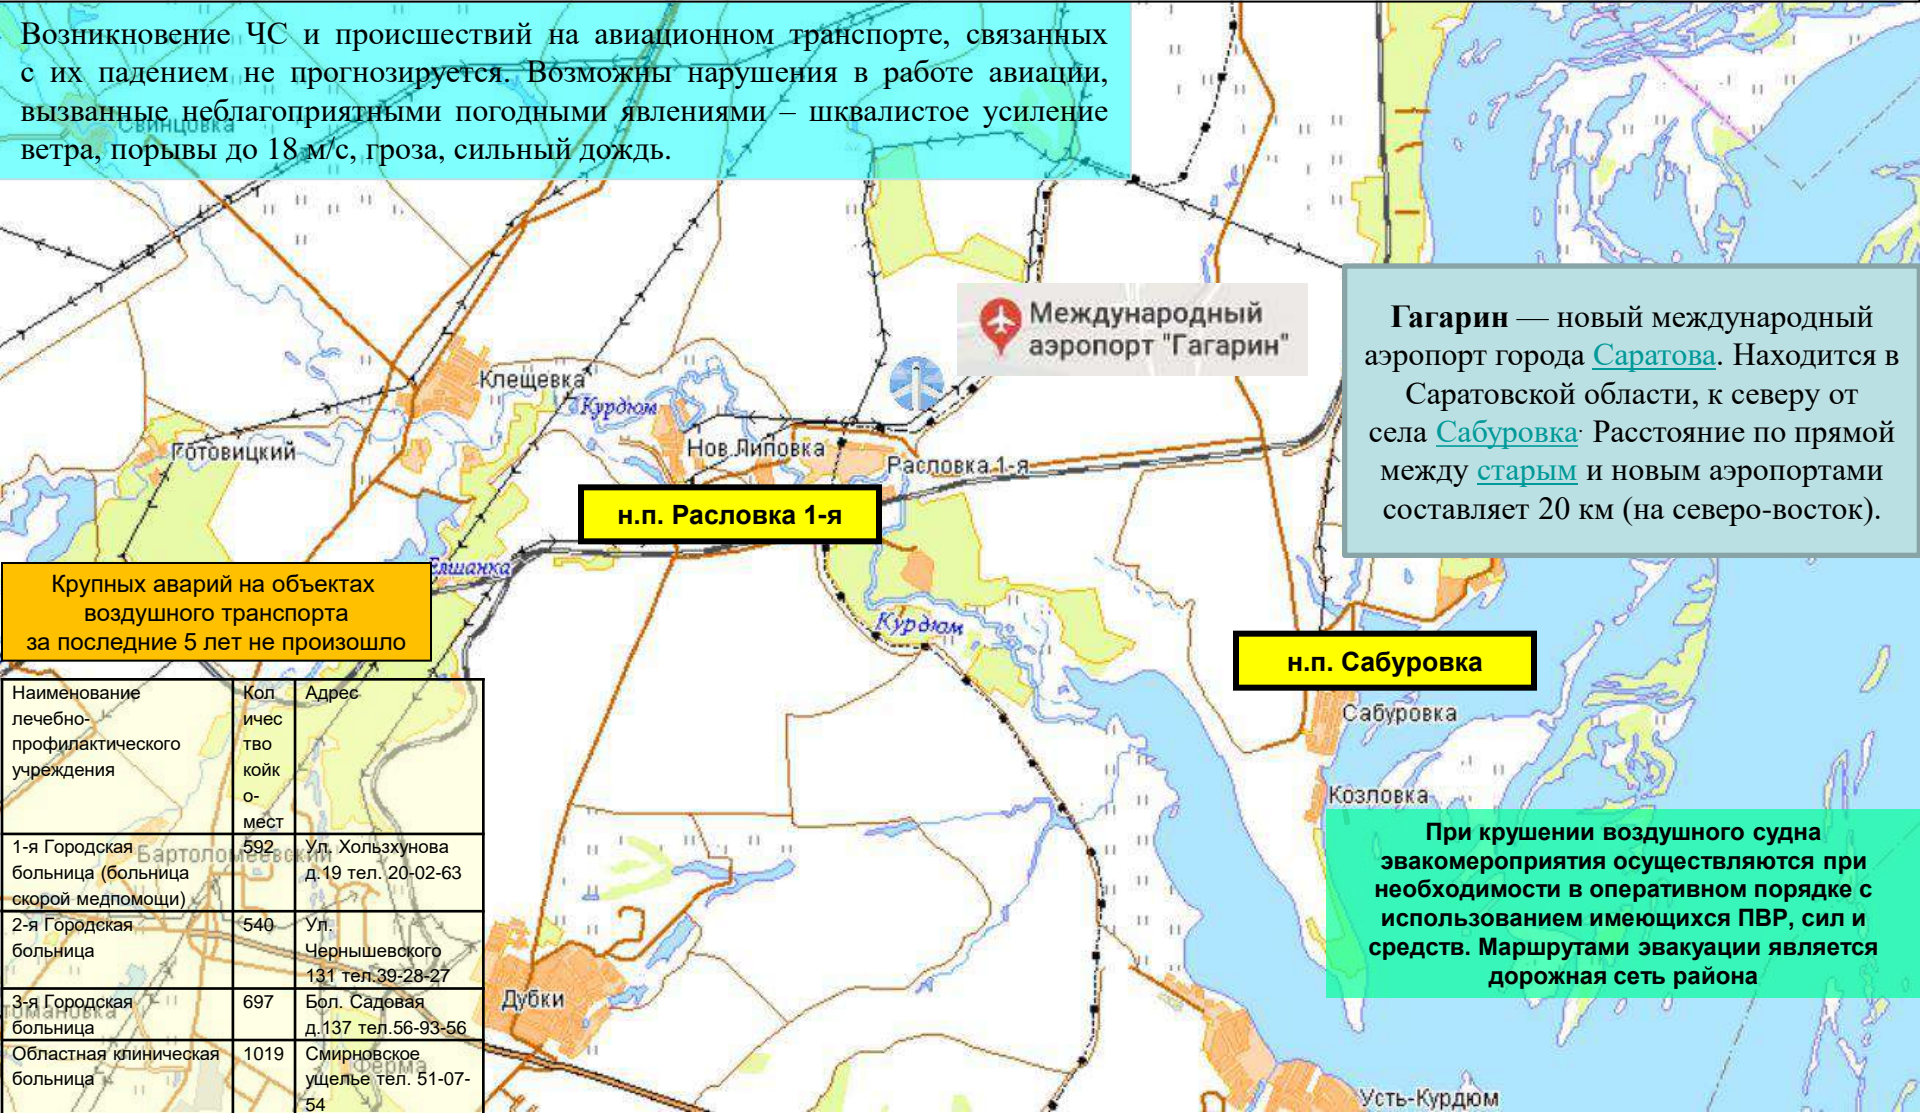 Возникновение ЧС и происшествий на авиационном транспорте, связанных
с их падением не прогнозируется. Возможны нарушения в работе авиации,
вызванные неблагоприятными погодными явлениями – шквалистое усиление
ветра, порывы до 18 м/с, гроза, сильный дождь.
Свинцовка
Международный
аэропорт "Гагарин"
Гагарин — новый международный
аэропорт города Саратова. Находится в
Саратовской области, к северу от
села Сабуровка. Расстояние по прямой
между старым и новым аэропортами
составляет 20 км (на северо-восток).
Клещевка
Курдюм
Готовицкий
Нов.Липовка
Расловка 1-я
н.п. Расловка 1-я
Елшанка
Крупных аварий на объектах
воздушного транспорта
за последние 5 лет не произошло
Курдюм
н.п. Сабуровка
Сабуровка
Козловка
Наименование
лечебно-
профилактического
учреждения
Кол
ичес
тво
койк
о-
мест
Адрес
1-я Городская
больница (больница
скорой медпомощи)
592
Ул. Хользхунова
д.19 тел. 20-02-63
Бартоломеевский
2-я Городская
больница
540
Ул.
Чернышевского
131 тел.39-28-27
3-я Городская
больница
697
Бол. Садовая
д.137 тел.56-93-56
Областная клиническая
больница
1019
Смирновское
ущелье тел. 51-07-
54
Ферма
Дубки
При крушении воздушного судна
эвакомероприятия осуществляются при
необходимости в оперативном порядке с
использованием имеющихся ПВР, сил и
средств. Маршрутами эвакуации является
дорожная сеть района
Усть-Курдюм